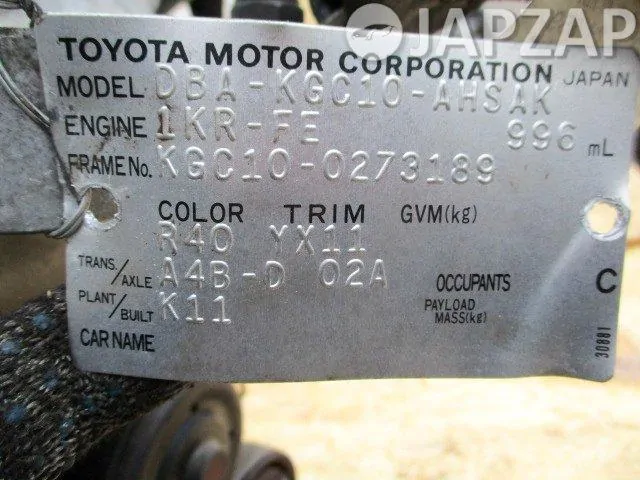 JAPZAP
TOYOTA MOTOR CORPORATION JAPAN
MODEL DBA-KGC10-AHSAK
ENGINE 1KR-FE 996 mL
FRAME No. KGC10-0273189
COLOR TRIM GVM(kg)
R40 YX11
TRANS/AXLE A4B-D 02A OCCUPANTS C
PLANT/BUILT K11 PAYLOAD MASS(kg)
CAR NAME
30881